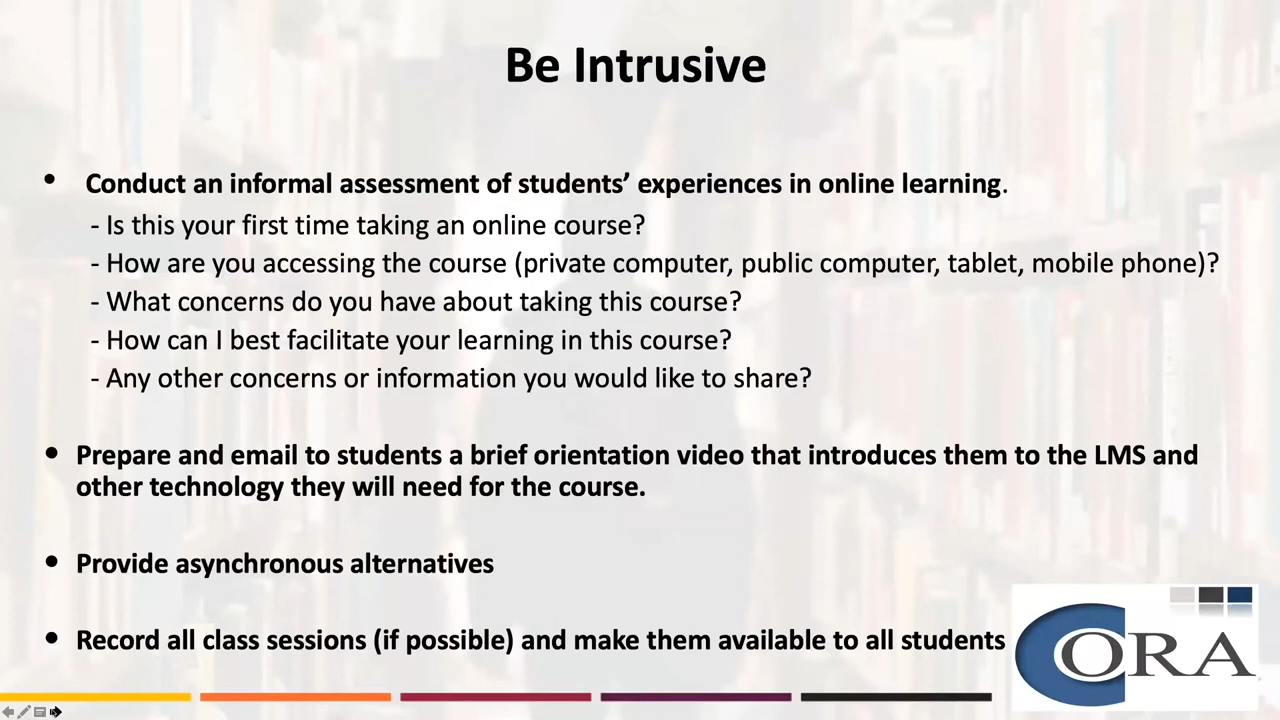 Be Intrusive
• Conduct an informal assessment of students’ experiences in online learning.
- Is this your first time taking an online course?
- How are you accessing the course (private computer, public computer, tablet, mobile phone)?
- What concerns do you have about taking this course?
- How can I best facilitate your learning in this course?
- Any other concerns or information you would like to share?
• Prepare and email to students a brief orientation video that introduces them to the LMS and
other technology they will need for the course.
• Provide asynchronous alternatives
• Record all class sessions (if possible) and make them available to all students
CORA